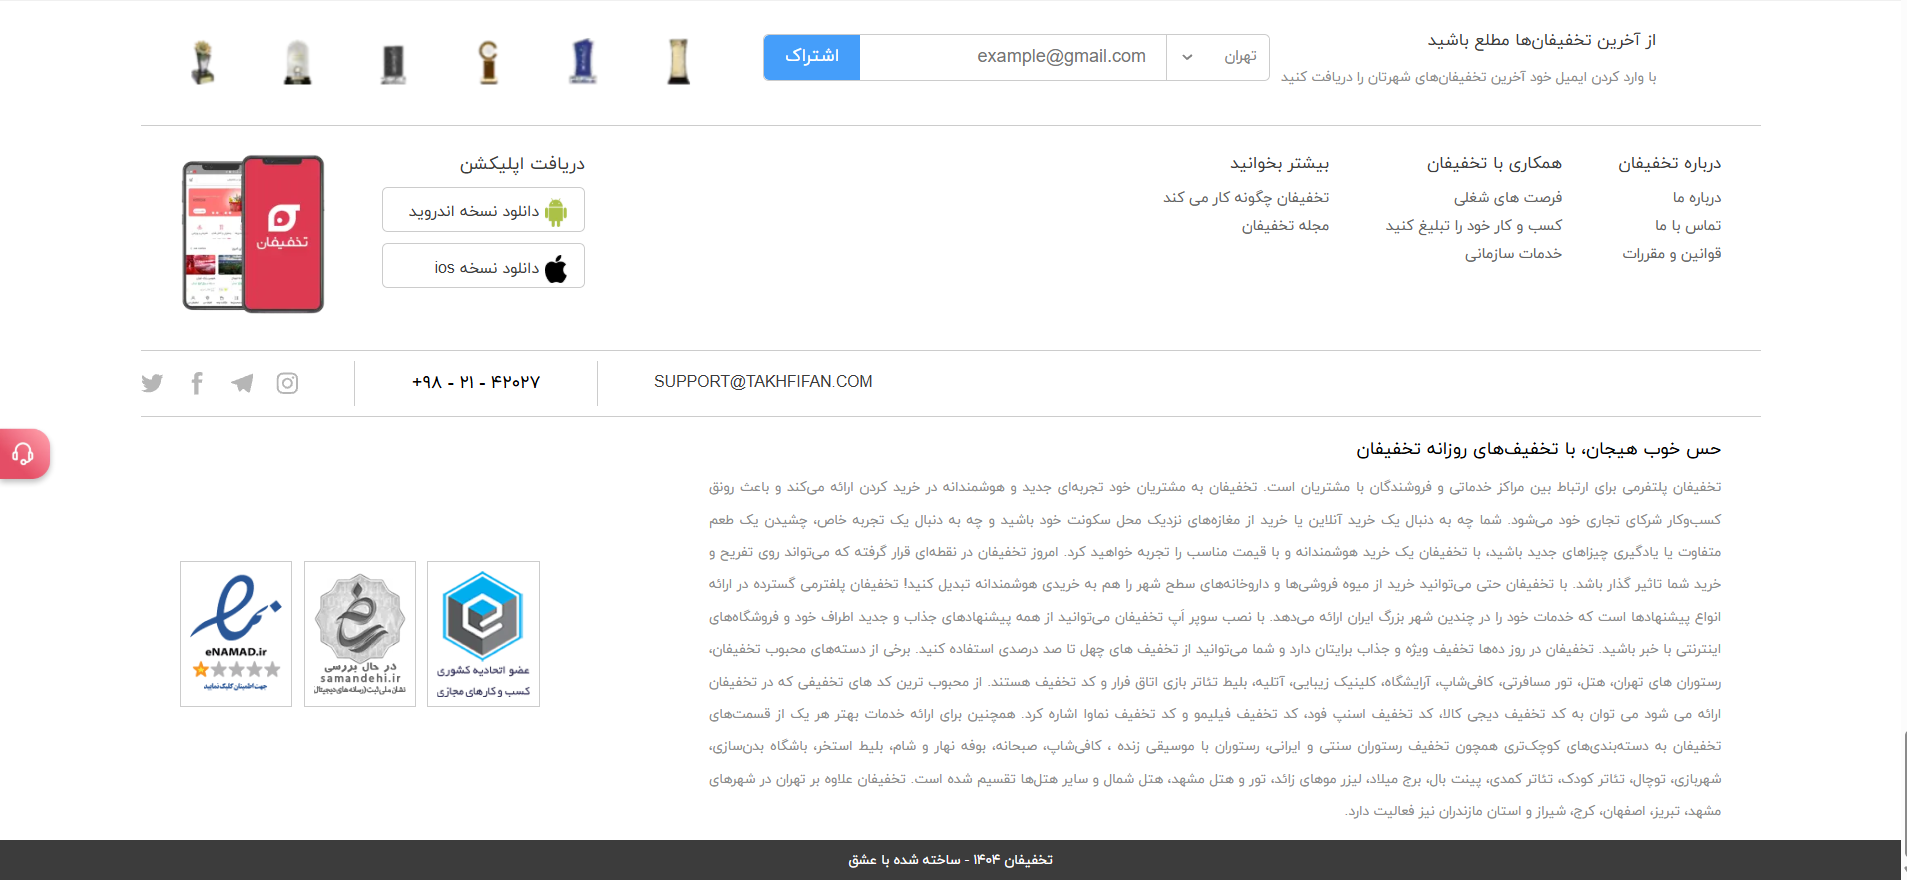 از آخرین تخفیفان‌ها مطلع باشید
با وارد کردن ایمیل خود آخرین تخفیفان‌های شهرتان را دریافت کنید
تهران
example@gmail.com
اشتراک
درباره تخفیفان
درباره ما
تماس با ما
قوانین و مقررات
همکاری با تخفیفان
فرصت های شغلی
کسب و کار خود را تبلیغ کنید
خدمات سازمانی
بیشتر بخوانید
تخفیفان چگونه کار می کند
مجله تخفیفان
دریافت اپلیکشن
دانلود نسخه اندروید
دانلود نسخه ios
تخفیفان
SUPPORT@TAKHFIFAN.COM
+۹۸ - ۲۱ - ۴۲۰۲۷
حس خوب هیجان، با تخفیف‌های روزانه تخفیفان
تخفیفان پلتفرمی برای ارتباط بین مراکز خدماتی و فروشندگان با مشتریان است. تخفیفان به مشتریان خود تجربه‌ای جدید و هوشمندانه در خرید کردن ارائه می‌کند و باعث رونق
کسب‌وکار شرکای تجاری خود می‌شود. شما چه به دنبال یک خرید آنلاین یا خرید از مغازه‌های نزدیک محل سکونت خود باشید و چه به دنبال یک تجربه خاص، چشیدن یک طعم
متفاوت یا یادگیری چیزاهای جدید باشید، با تخفیفان یک خرید هوشمندانه و با قیمت مناسب را تجربه خواهید کرد. امروز تخفیفان در نقطه‌ای قرار گرفته که می‌تواند روی تفریح و
خرید شما تاثیر گذار باشد. با تخفیفان حتی می‌توانید خرید از میوه فروشی‌ها و داروخانه‌های سطح شهر را هم به خریدی هوشمندانه تبدیل کنید! تخفیفان پلفترمی گسترده در ارائه
انواع پیشنهادها است که خدمات خود را در چندین شهر بزرگ ایران ارائه می‌دهد. با نصب سوپر اَپ تخفیفان می‌توانید از همه پیشنهادهای جذاب و جدید اطراف خود و فروشگاه‌های
اینترنتی با خبر باشید. تخفیفان در روز ده‌ها تخفیف ویژه و جذاب برایتان دارد و شما می‌توانید از تخفیف های چهل تا صد درصدی استفاده کنید. برخی از دسته‌های محبوب تخفیفان،
رستوران های تهران، هتل، تور مسافرتی، کافی‌شاپ، آرایشگاه، کلینیک زیبایی، آتلیه، بلیط تئاتر بازی اتاق فرار و کد تخفیف هستند. از محبوب ترین کد های تخفیفی که در تخفیفان
ارائه می شود می توان به کد تخفیف دیجی کالا، کد تخفیف اسنپ فود، کد تخفیف فیلیمو و کد تخفیف نماوا اشاره کرد. همچنین برای ارائه خدمات بهتر هر یک از قسمت‌های
تخفیفان به دسته‌بندی‌های کوچک‌تری همچون تخفیف رستوران سنتی و ایرانی، رستوران با موسیقی زنده ، کافی‌شاپ، صبحانه، بوفه نهار و شام، بلیط استخر، باشگاه بدن‌سازی،
شهربازی، توچال، تئاتر کودک، تئاتر کمدی، پینت بال، برج میلاد، لیزر موهای زائد، تور و هتل مشهد، هتل شمال و سایر هتل‌ها تقسیم شده است. تخفیفان علاوه بر تهران در شهرهای
مشهد، تبریز، اصفهان، کرج، شیراز و استان مازندران نیز فعالیت دارد.
عضو اتحادیه کشوری
کسب و کارهای مجازی
در حال بررسی
samandehi.ir
نشان ملی ثبت (رسانه‌های دیجیتال)
eNAMAD.ir
جهت اطمینان کلیک نمایید
تخفیفان ۱۴۰۴ - ساخته شده با عشق